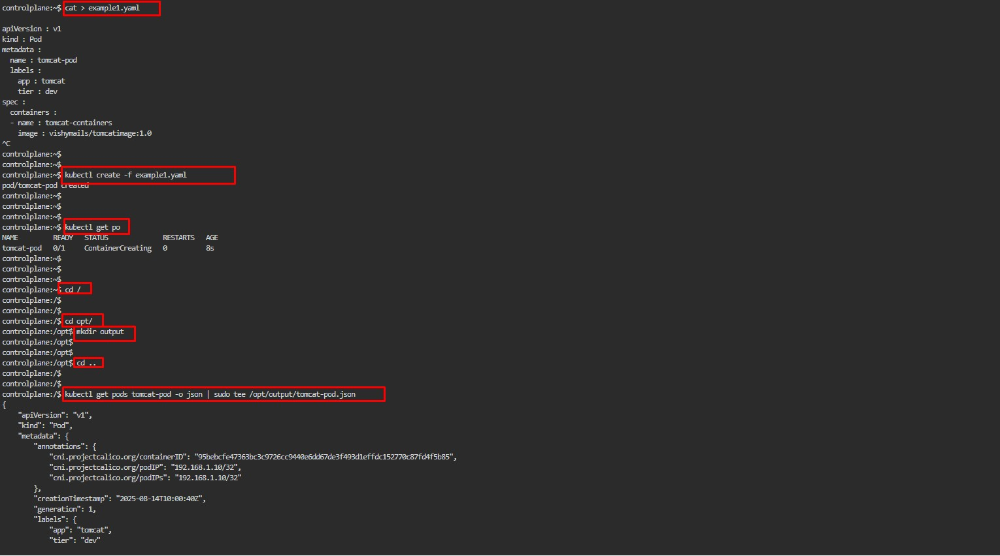 controlplane:~$ cat > example1.yaml

apiVersion : v1
kind : Pod
metadata :
  name : tomcat-pod
  labels :
    app : tomcat
    tier : dev
spec :
  containers :
  - name : tomcat-containers
    image : vishymails/tomcatimage:1.0
^C
controlplane:~$
controlplane:~$
controlplane:~$ kubectl create -f example1.yaml
pod/tomcat-pod created
controlplane:~$
controlplane:~$
controlplane:~$
controlplane:~$ kubectl get po
NAME         READY   STATUS              RESTARTS   AGE
tomcat-pod   0/1     ContainerCreating   0          8s
controlplane:~$
controlplane:~$
controlplane:~$
controlplane:~$ cd /
controlplane:/$
controlplane:/$
controlplane:/$ cd opt/
controlplane:/opt$ mkdir output
controlplane:/opt$
controlplane:/opt$
controlplane:/opt$ cd ..
controlplane:/$
controlplane:/$
controlplane:/$ kubectl get pods tomcat-pod -o json | sudo tee /opt/output/tomcat-pod.json
{
    "apiVersion": "v1",
    "kind": "Pod",
    "metadata": {
        "annotations": {
            "cni.projectcalico.org/containerID": "95bebcfe47363bc3c9726cc9440e6dd67de3f493d1effdc152770c87fd4f5b85",
            "cni.projectcalico.org/podIP": "192.168.1.10/32",
            "cni.projectcalico.org/podIPs": "192.168.1.10/32"
        },
        "creationTimestamp": "2025-08-14T10:00:40Z",
        "generation": 1,
        "labels": {
            "app": "tomcat",
            "tier": "dev"